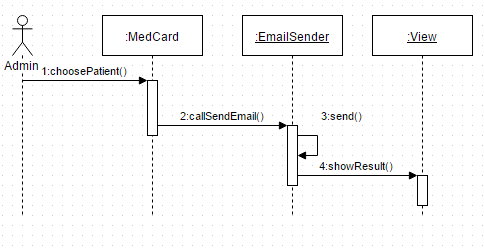 :MedCard
:EmailSender
:View
Admin
1:choosePatient()
2:callSendEmail()
3:send()
4:showResult()